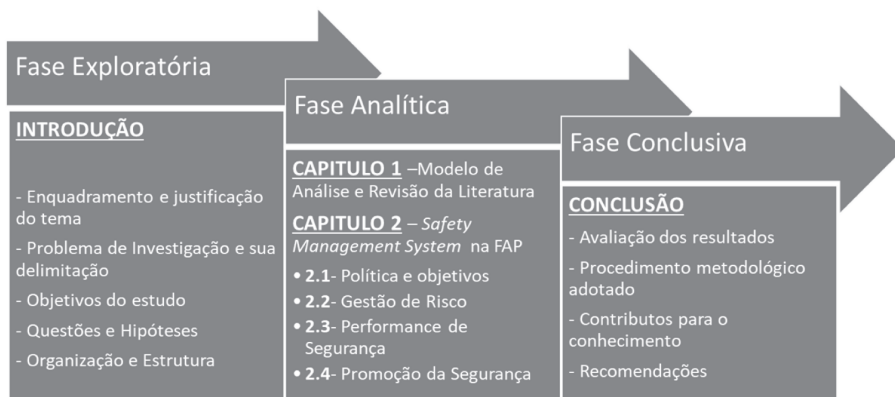 Fase Exploratória
INTRODUÇÃO
- Enquadramento e justificação
do tema
- Problema de Investigação e sua
delimitação
- Objetivos do estudo
- Questões e Hipóteses
- Organização e Estrutura
Fase Analítica
CAPITULO 1 –Modelo de
Análise e Revisão da Literatura
CAPITULO 2 – Safety
Management System na FAP
• 2.1- Política e objetivos
• 2.2- Gestão de Risco
• 2.3- Performance de
Segurança
• 2.4- Promoção da Segurança
Fase Conclusiva
CONCLUSÃO
- Avaliação dos resultados
- Procedimento metodológico
adotado
- Contributos para o
conhecimento
- Recomendações